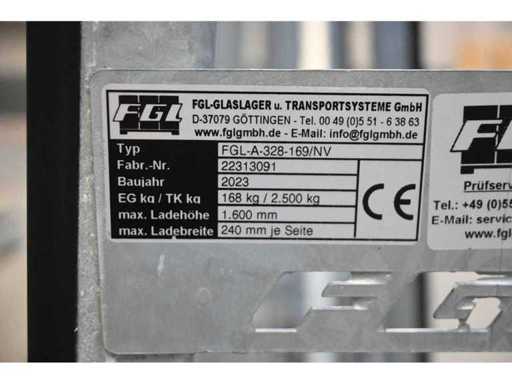 FGL
FGL-GLASLAGER u. TRANSPORTSYSTEME GmbH
D-37079 GÖTTINGEN - Tel. 00 49 (0)5 51 - 6 38 63
www.fglgmbh.de - E-Mail: info@fglgmbh.de
Typ FGL-A-328-169/NV
Fabr.-Nr. 22313091
Baujahr 2023
EG kg / TK kg 168 kg / 2.500 kg
max. Ladehöhe 1.600 mm
max. Ladebreite 240 mm je Seite
CE
Prüfserv
Tel.: +49 (0)55
E-Mail: servic
www.fgl
FGL